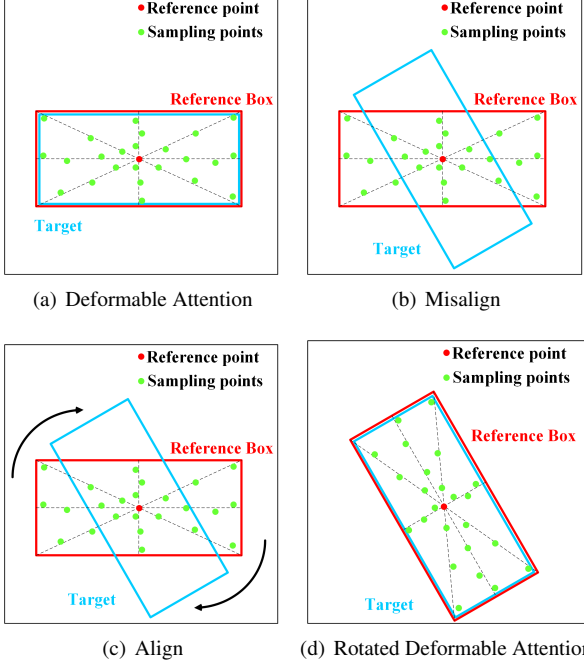 Reference point
Sampling points
Reference Box
Target
(a) Deformable Attention
Reference point
Sampling points
Reference Box
Target
(b) Misalign
Reference point
Sampling points
Reference Box
Target
(c) Align
Reference point
Sampling points
Reference Box
Target
(d) Rotated Deformable Attention